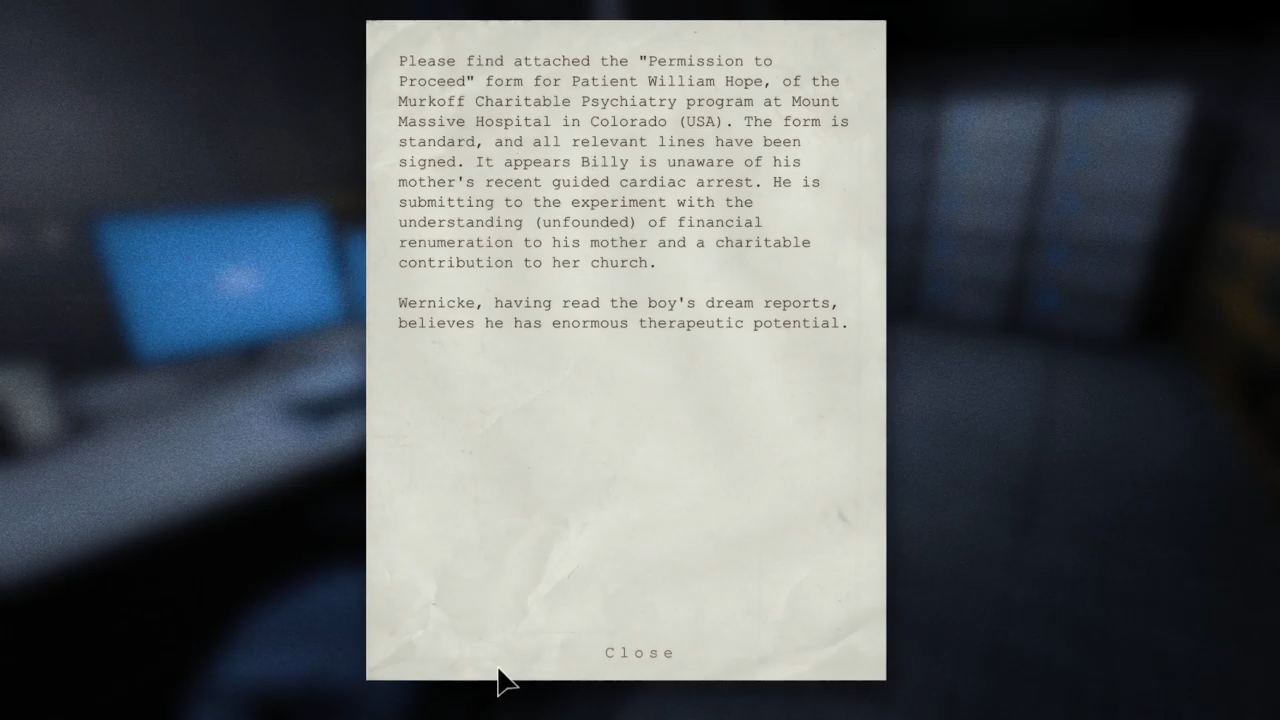 Please find attached the "Permission to
Proceed" form for Patient William Hope, of the
Murkoff Charitable Psychiatry program at Mount
Massive Hospital in Colorado (USA). The form is
standard, and all relevant lines have been
signed. It appears Billy is unaware of his
mother's recent guided cardiac arrest. He is
submitting to the experiment with the
understanding (unfounded) of financial
renumeration to his mother and a charitable
contribution to her church.
Wernicke, having read the boy's dream reports,
believes he has enormous therapeutic potential.
Close